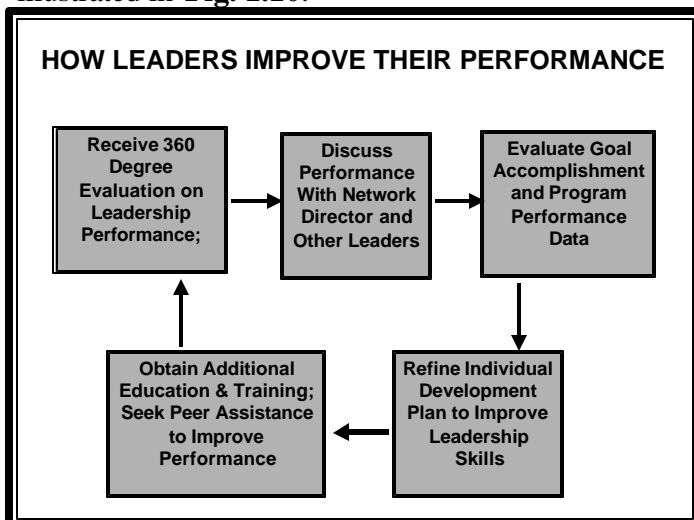 HOW LEADERS IMPROVE THEIR PERFORMANCE
Receive 360
Degree
Evaluation on
Leadership
Performance;
Discuss
Performance
With Network
Director and
Other Leaders
Evaluate Goal
Accomplishment
and Program
Performance
Data
Refine Individual
Development
Plan to Improve
Leadership
Skills
Obtain Additional
Education & Training;
Seek Peer Assistance
to Improve
Performance